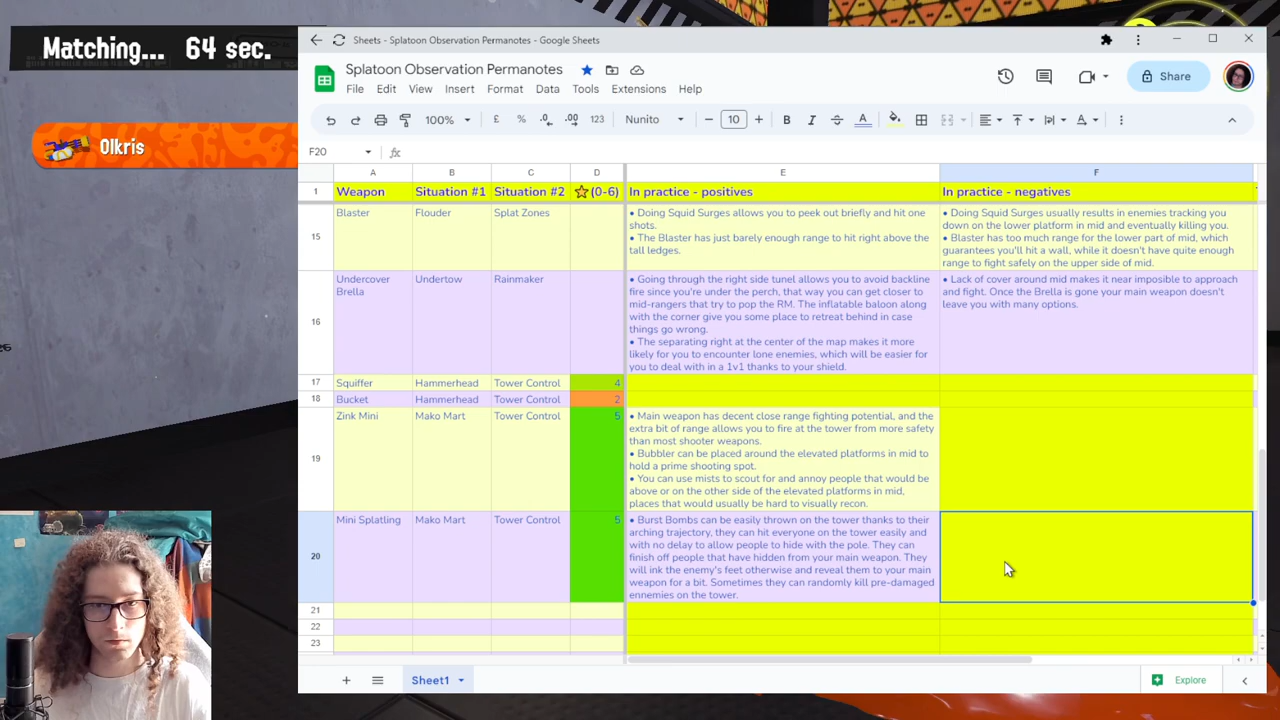 Matching... 64 sec.
Olkris
Sheets - Splatoon Observation Permanotes - Google Sheets
Splatoon Observation Permanotes
File Edit View Insert Format Data Tools Extensions Help
Share
100% £ % .0 .00 123 Nunito 10 B I
F20 fx
A B C D E F
1 Weapon Situation #1 Situation #2 (0-6) In practice - positives In practice - negatives
15 Blaster Flouder Splat Zones
• Doing Squid Surges allows you to peek out briefly and hit one
shots.
• The Blaster has just barely enough range to hit right above the
tall ledges.
• Doing Squid Surges usually results in enemies tracking you
down on the lower platform in mid and eventually killing you.
• Blaster has too much range for the lower part of mid, which
guarantees you'll hit a wall, while it doesn't have quite enough
range to fight safely on the upper side of mid.
16 Undercover Undertow Rainmaker
Brella
• Going through the right side tunel allows you to avoid backline
fire since you're under the perch, that way you can get closer to
mid-rangers that try to pop the RM. The inflatable baloon along
with the corner give you some place to retreat behind in case
things go wrong.
• The separating right at the center of the map makes it more
likely for you to encounter lone enemies, which will be easier for
you to deal with in a 1v1 thanks to your shield.
• Lack of cover around mid makes it near imposible to approach
and fight. Once the Brella is gone your main weapon doesn't
leave you with many options.
17 Squiffer Hammerhead Tower Control 4
18 Bucket Hammerhead Tower Control 2
19 Zink Mini Mako Mart Tower Control 5
• Main weapon has decent close range fighting potential, and the
extra bit of range allows you to fire at the tower from more safety
than most shooter weapons.
• Bubbler can be placed around the elevated platforms in mid to
hold a prime shooting spot.
• You can use mists to scout for and annoy people that would be
above or on the other side of the elevated platforms in mid,
places that would usually be hard to visually recon.
20 Mini Splatling Mako Mart Tower Control 5
• Burst Bombs can be easily thrown on the tower thanks to their
arching trajectory, they can hit everyone on the tower easily and
with no delay to allow people to hide with the pole. They can
finish off people that have hidden from your main weapon. They
will ink the enemy's feet otherwise and reveal them to your main
weapon for a bit. Sometimes they can randomly kill pre-damaged
ennemies on the tower.
21
22
23
Sheet1
Explore